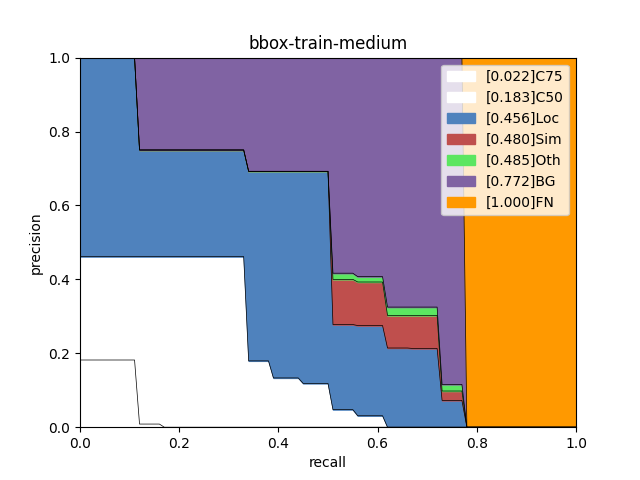 bbox-train-medium
1.0
0.8
0.6
0.4
0.2
0.0
precision
[0.022]C75
[0.183]C50
[0.456]Loc
[0.480]Sim
[0.485]Oth
[0.772]BG
[1.000]FN
0.0 0.2 0.4 0.6 0.8 1.0
recall